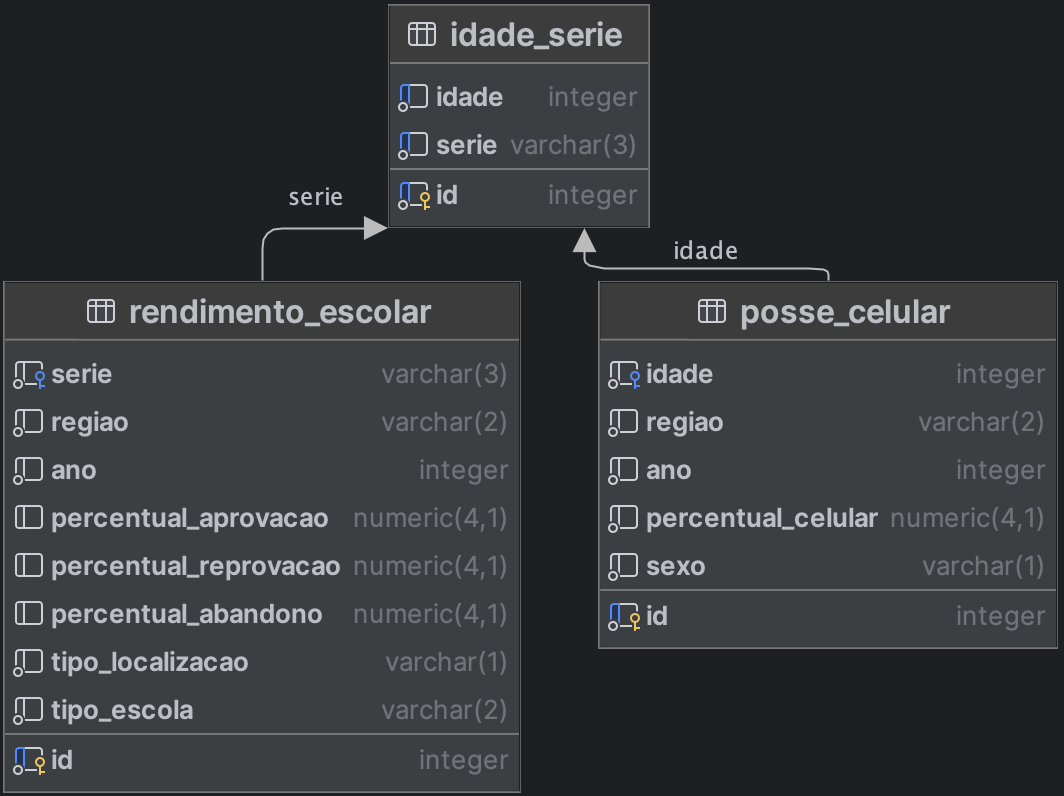 idade_serie
idade integer
serie varchar(3)
id integer
serie
idade
rendimento_escolar
serie varchar(3)
regiao varchar(2)
ano integer
percentual_aprovacao numeric(4,1)
percentual_reprovacao numeric(4,1)
percentual_abandono numeric(4,1)
tipo_localizacao varchar(1)
tipo_escola varchar(2)
id integer
posse_celular
idade integer
regiao varchar(2)
ano integer
percentual_celular numeric(4,1)
sexo varchar(1)
id integer